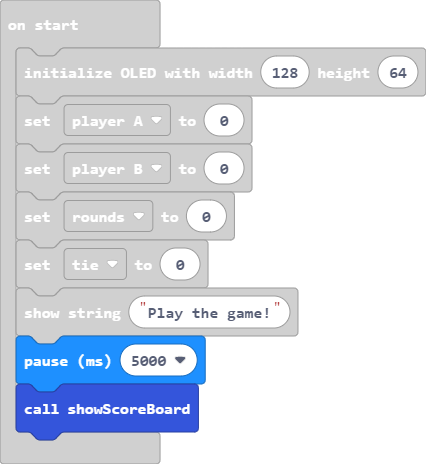 on start
initialize OLED with width 128 height 64
set player A to 0
set player B to 0
set rounds to 0
set tie to 0
show string "Play the game!"
pause (ms) 5000
call showScoreBoard